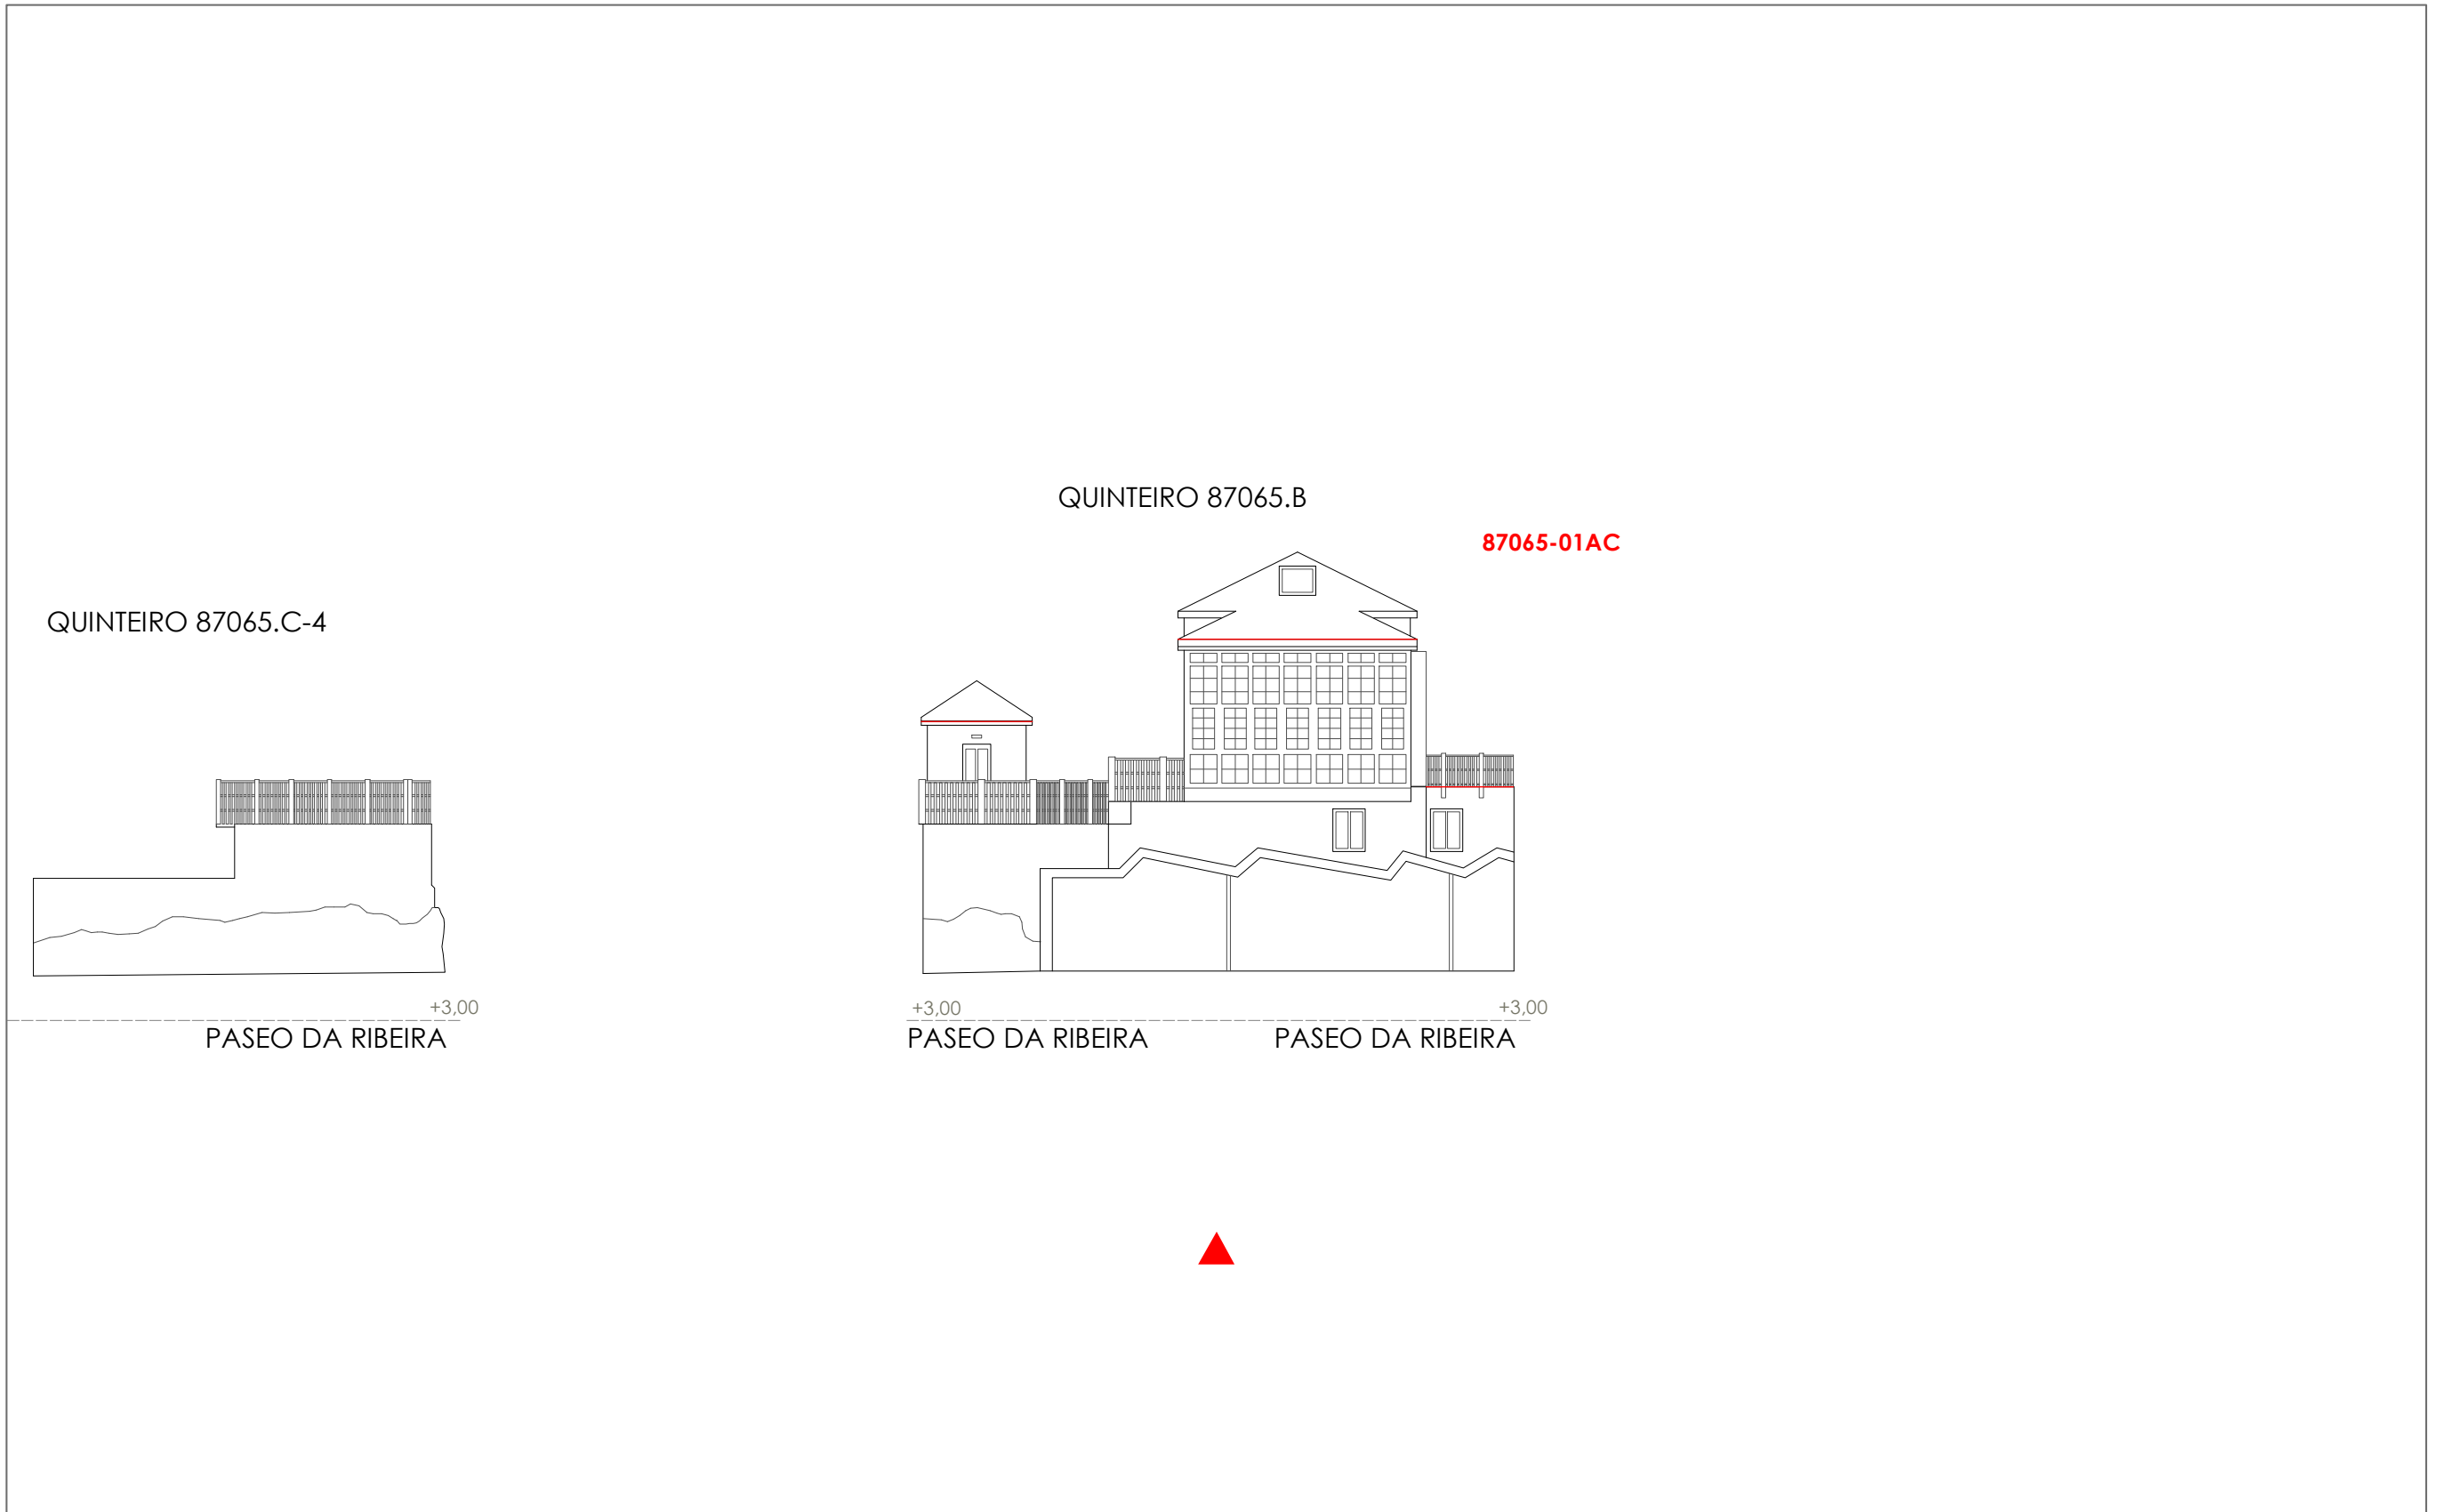 QUINTEIRO 87065.B
87065-01AC
QUINTEIRO 87065.C-4
+3,00
PASEO DA RIBEIRA
+3,00
+3,00
PASEO DA RIBEIRA
PASEO DA RIBEIRA